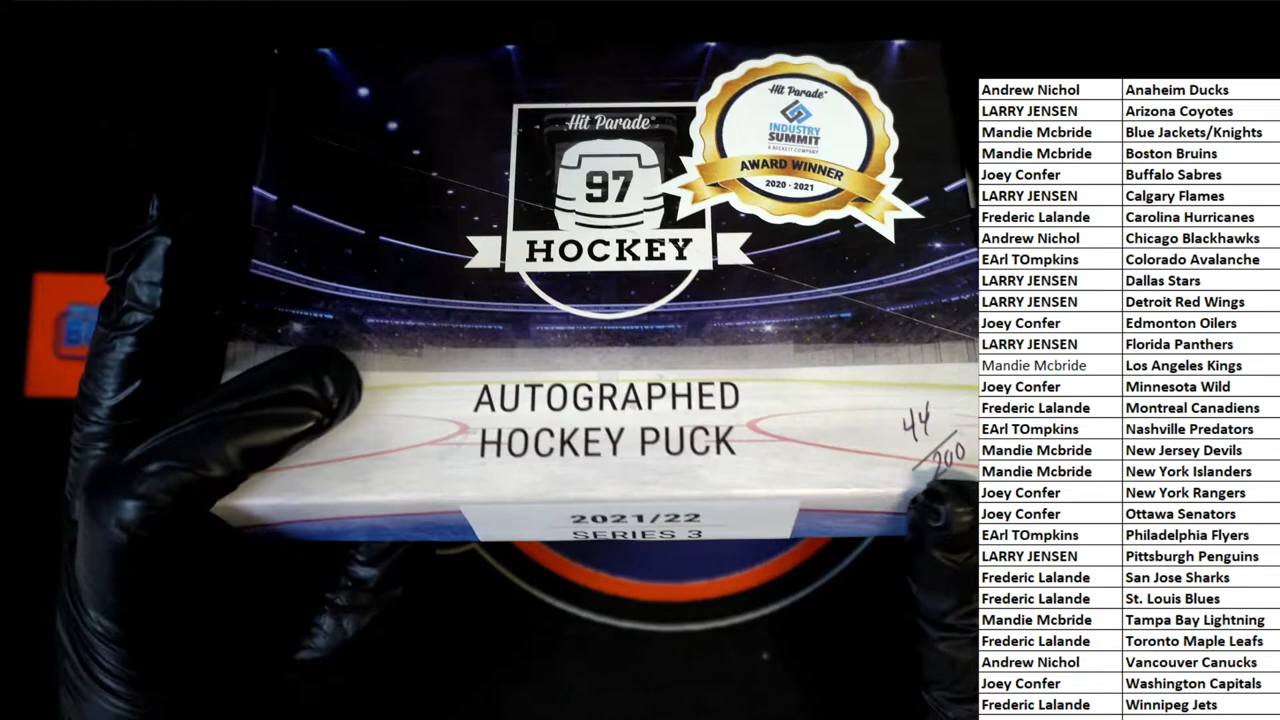 Hit Parade
97
HOCKEY
Hit Parade
INDUSTRY
SUMMIT
A BECKETT COMPANY
AWARD WINNER
2020 - 2021
AUTOGRAPHED
HOCKEY PUCK
44/200
2021/22
SERIES 3
Andrew Nichol Anaheim Ducks
LARRY JENSEN Arizona Coyotes
Mandie Mcbride Blue Jackets/Knights
Mandie Mcbride Boston Bruins
Joey Confer Buffalo Sabres
LARRY JENSEN Calgary Flames
Frederic Lalande Carolina Hurricanes
Andrew Nichol Chicago Blackhawks
EArl TOmpkins Colorado Avalanche
LARRY JENSEN Dallas Stars
LARRY JENSEN Detroit Red Wings
Joey Confer Edmonton Oilers
LARRY JENSEN Florida Panthers
Mandie Mcbride Los Angeles Kings
Joey Confer Minnesota Wild
Frederic Lalande Montreal Canadiens
EArl TOmpkins Nashville Predators
Mandie Mcbride New Jersey Devils
Mandie Mcbride New York Islanders
Joey Confer New York Rangers
Joey Confer Ottawa Senators
EArl TOmpkins Philadelphia Flyers
LARRY JENSEN Pittsburgh Penguins
Frederic Lalande San Jose Sharks
Frederic Lalande St. Louis Blues
Mandie Mcbride Tampa Bay Lightning
Frederic Lalande Toronto Maple Leafs
Andrew Nichol Vancouver Canucks
Joey Confer Washington Capitals
Frederic Lalande Winnipeg Jets